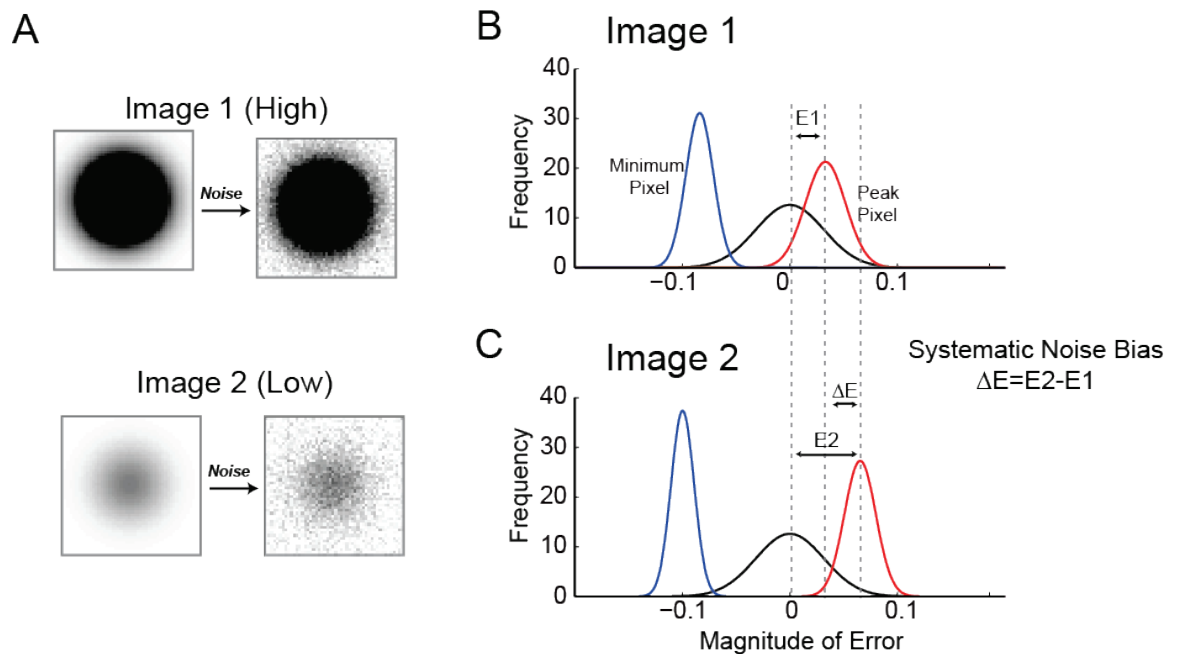 A
Image 1 (High)
Noise
Image 2 (Low)
Noise
B
Image 1
40
30
20
10
0
Frequency
Minimum
Pixel
E1
Peak
Pixel
−0.1
0
0.1
C
Image 2
Systematic Noise Bias
ΔE=E2-E1
40
30
20
10
0
Frequency
ΔE
E2
−0.1
0
0.1
Magnitude of Error